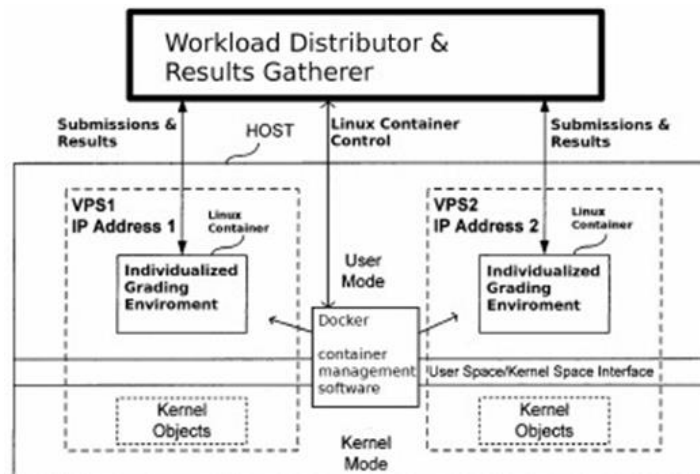 Workload Distributor &
Results Gatherer
Submissions &
Results
HOST
Linux Container
Control
Submissions &
Results
VPS1
IP Address 1
Linux
Container
Individualized
Grading
Enviroment
User
Mode
VPS2
IP Address 2
Linux
Container
Individualized
Grading
Enviroment
Docker
container
management
software
User Space/Kernel Space Interface
Kernel
Objects
Kernel
Mode
Kernel
Objects